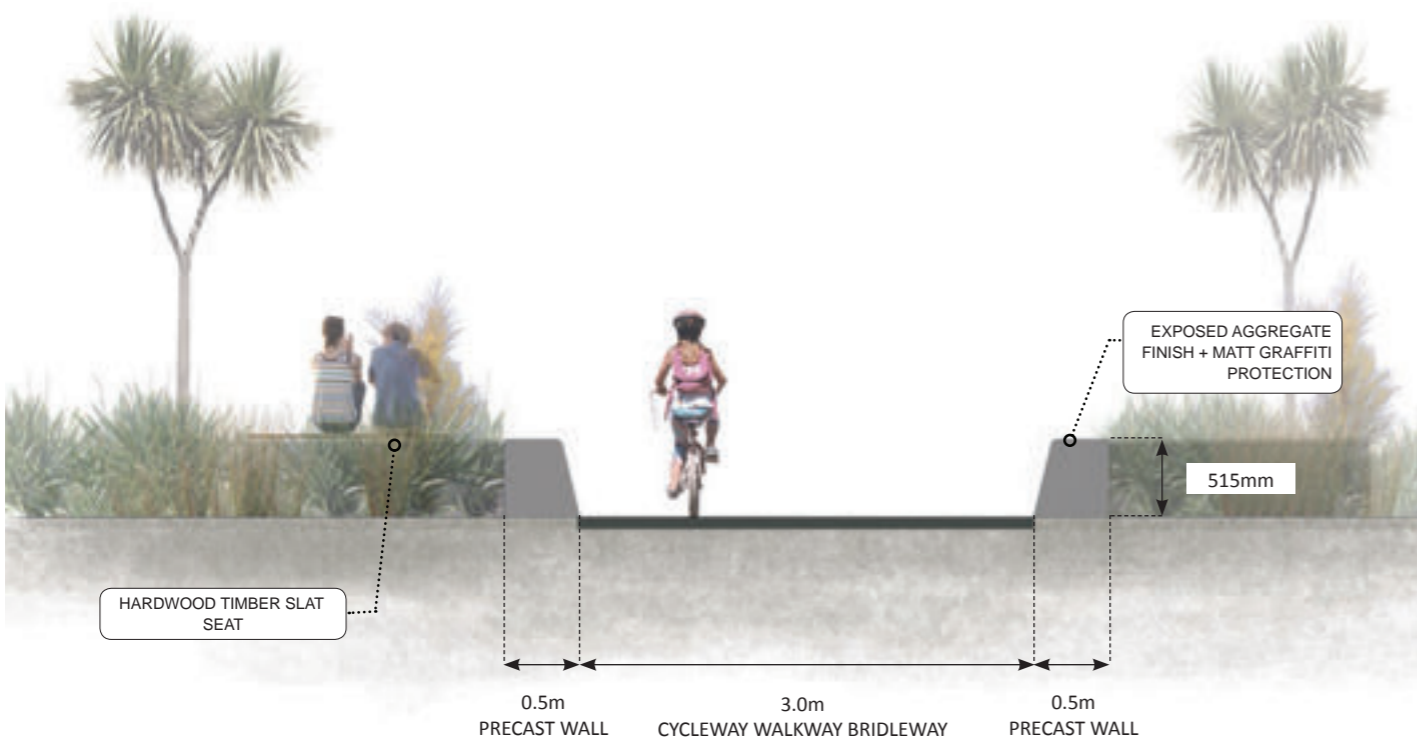 EXPOSED AGGREGATE
FINISH + MATT GRAFFITI
PROTECTION
515mm
HARDWOOD TIMBER SLAT
SEAT
0.5m
PRECAST WALL
3.0m
CYCLEWAY WALKWAY BRIDLEWAY
0.5m
PRECAST WALL